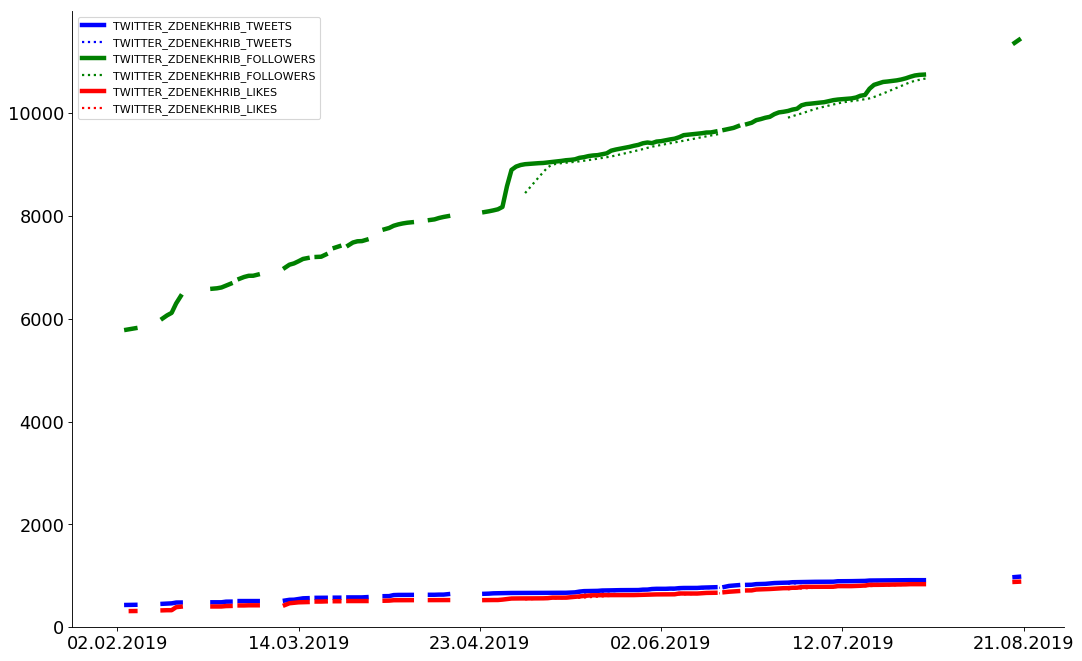 TWITTER_ZDENEKHRIB_TWEETS
TWITTER_ZDENEKHRIB_TWEETS
TWITTER_ZDENEKHRIB_FOLLOWERS
TWITTER_ZDENEKHRIB_FOLLOWERS
TWITTER_ZDENEKHRIB_LIKES
TWITTER_ZDENEKHRIB_LIKES
10000
8000
6000
4000
2000
0
02.02.2019 14.03.2019 23.04.2019 02.06.2019 12.07.2019 21.08.2019